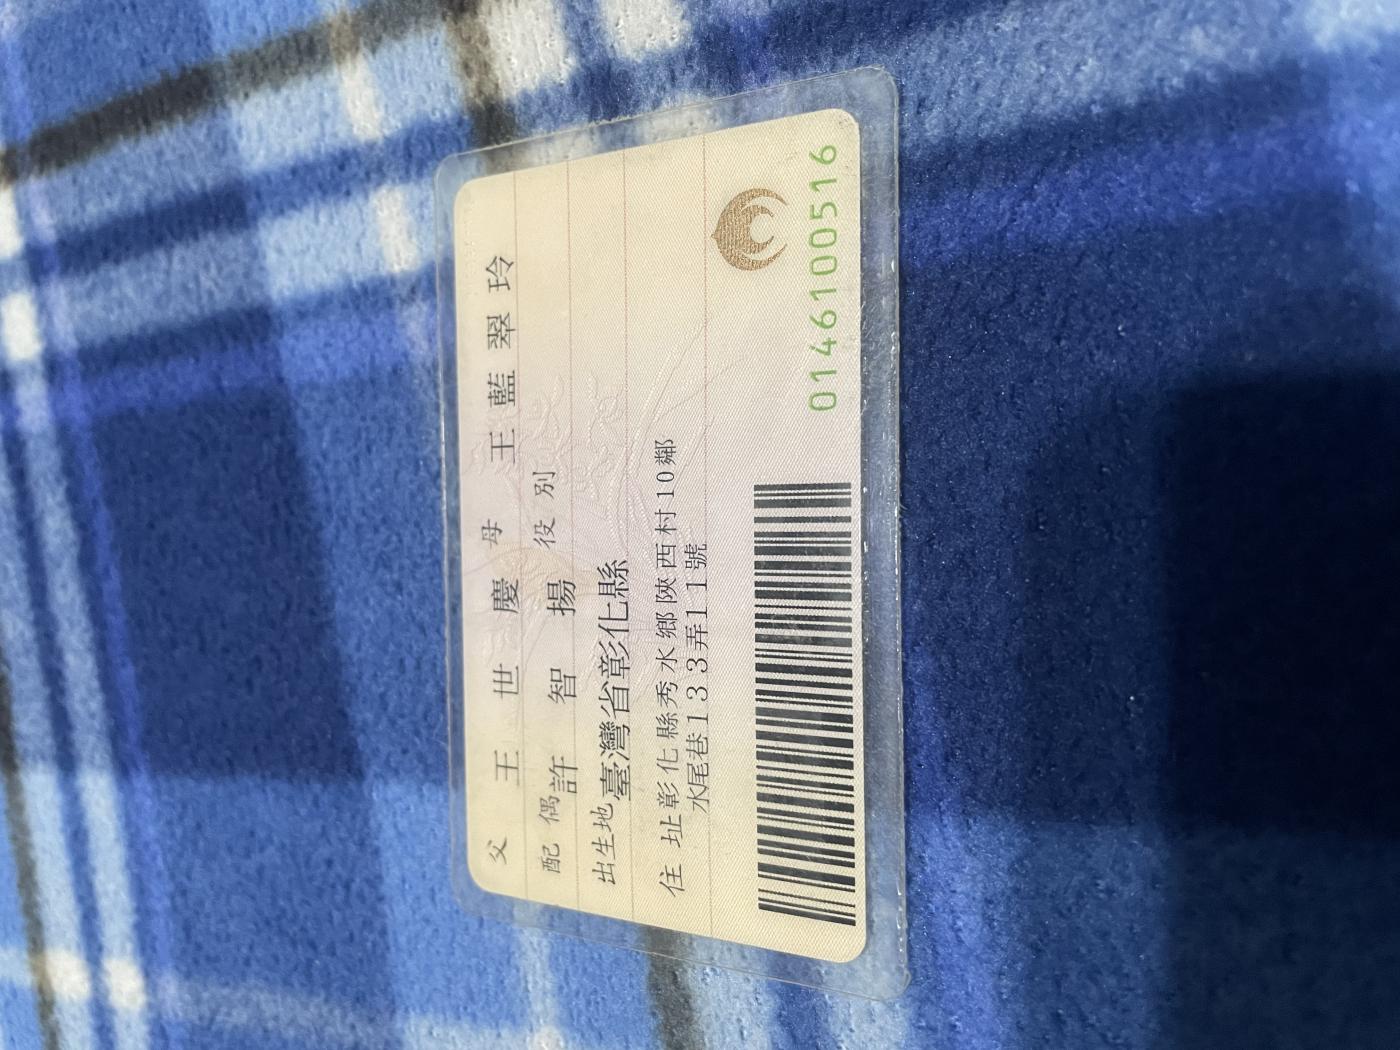 父 王世慶 母 王藍翠玲
配偶 許智揚 役別
出生地 臺灣省彰化縣
住址 彰化縣秀水鄉陝西村10鄰
水尾巷133弄11號
0146100516